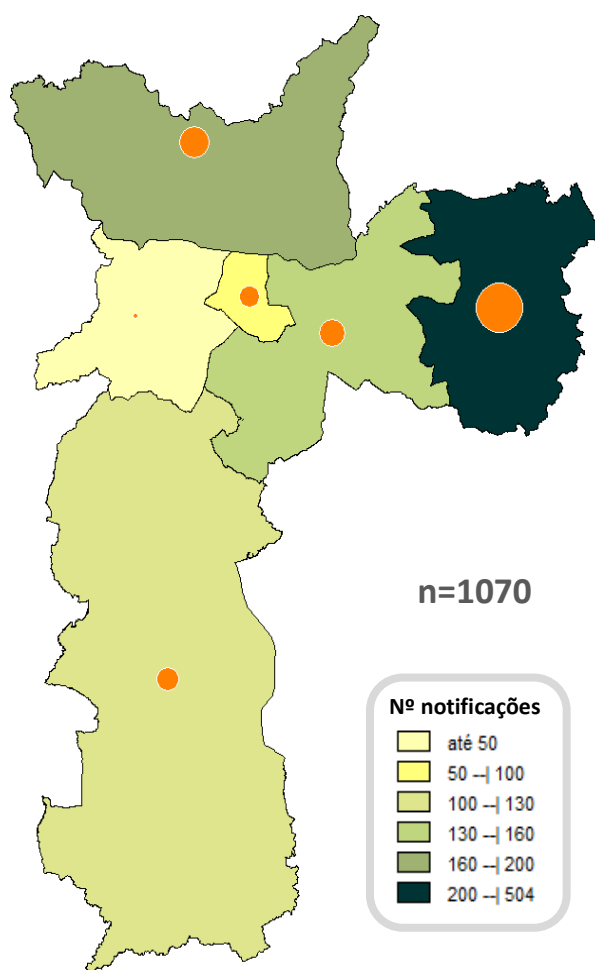 n=1070
Nº notificações
até 50
50 --| 100
100 --| 130
130 --| 160
160 --| 200
200 --| 504